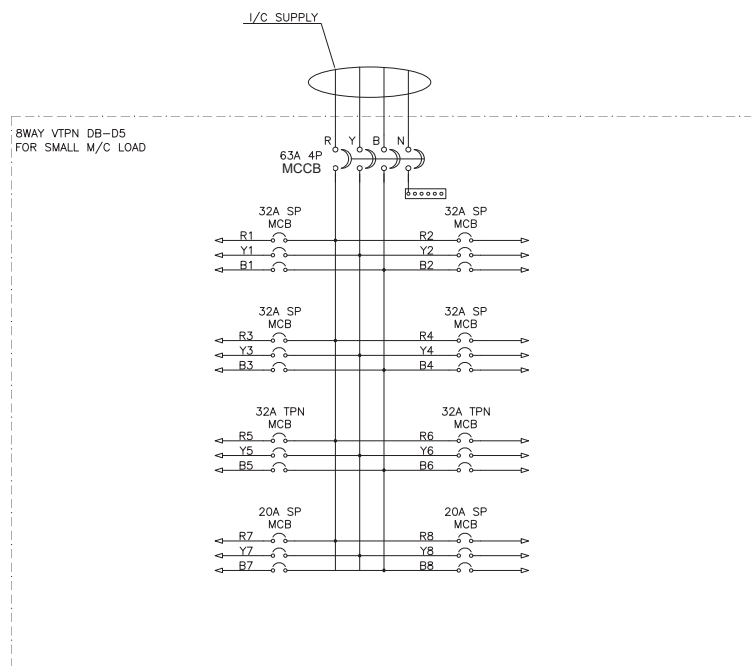 I/C SUPPLY
8WAY VTPN DB-D5
FOR SMALL M/C LOAD
R Y B N
63A 4P
MCCB
32A SP
MCB
32A SP
MCB
R1 R2
Y1 Y2
B1 B2
32A SP
MCB
32A SP
MCB
R3 R4
Y3 Y4
B3 B4
32A TPN
MCB
32A TPN
MCB
R5 R6
Y5 Y6
B5 B6
20A SP
MCB
20A SP
MCB
R7 R8
Y7 Y8
B7 B8